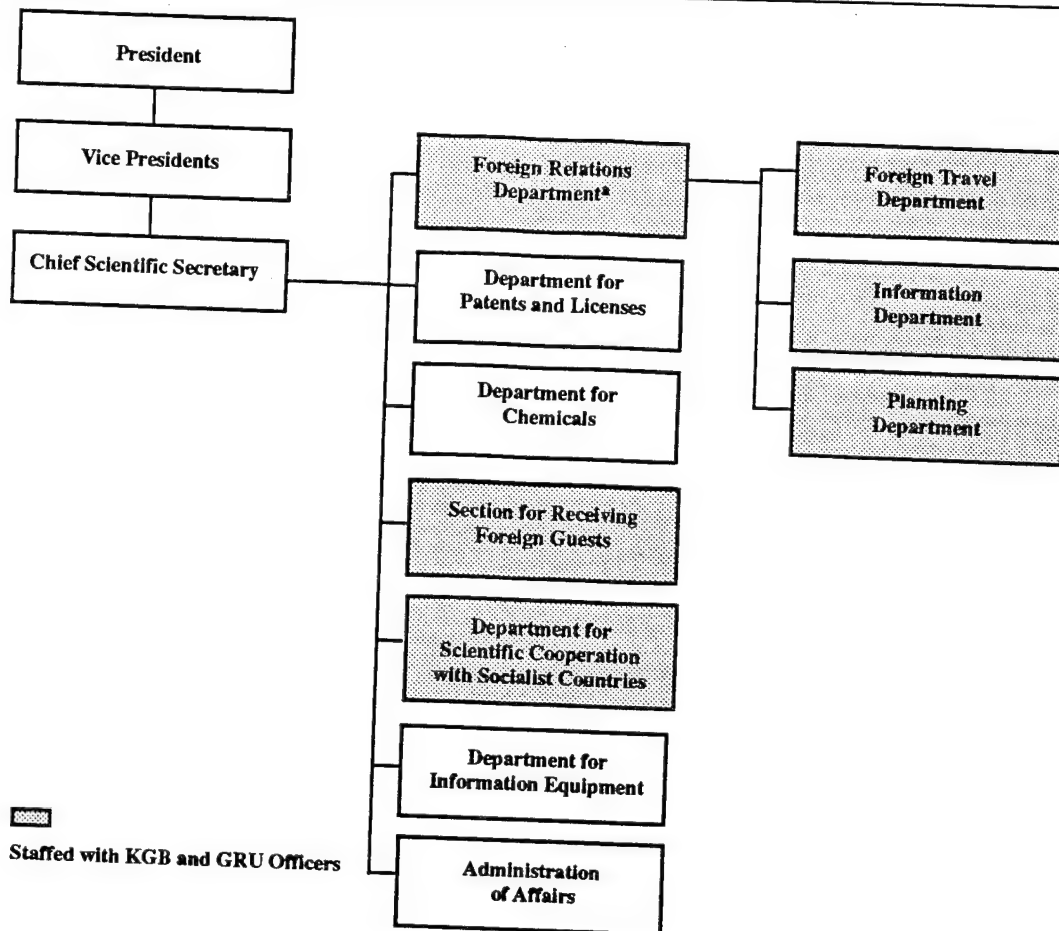 President
Vice Presidents
Chief Scientific Secretary
Foreign Relations
Departmentᵃ
Department for
Patents and Licenses
Department for
Chemicals
Section for Receiving
Foreign Guests
Department for
Scientific Cooperation
with Socialist Countries
Department for
Information Equipment
Administration
of Affairs
Foreign Travel
Department
Information
Department
Planning
Department
Staffed with KGB and GRU Officers